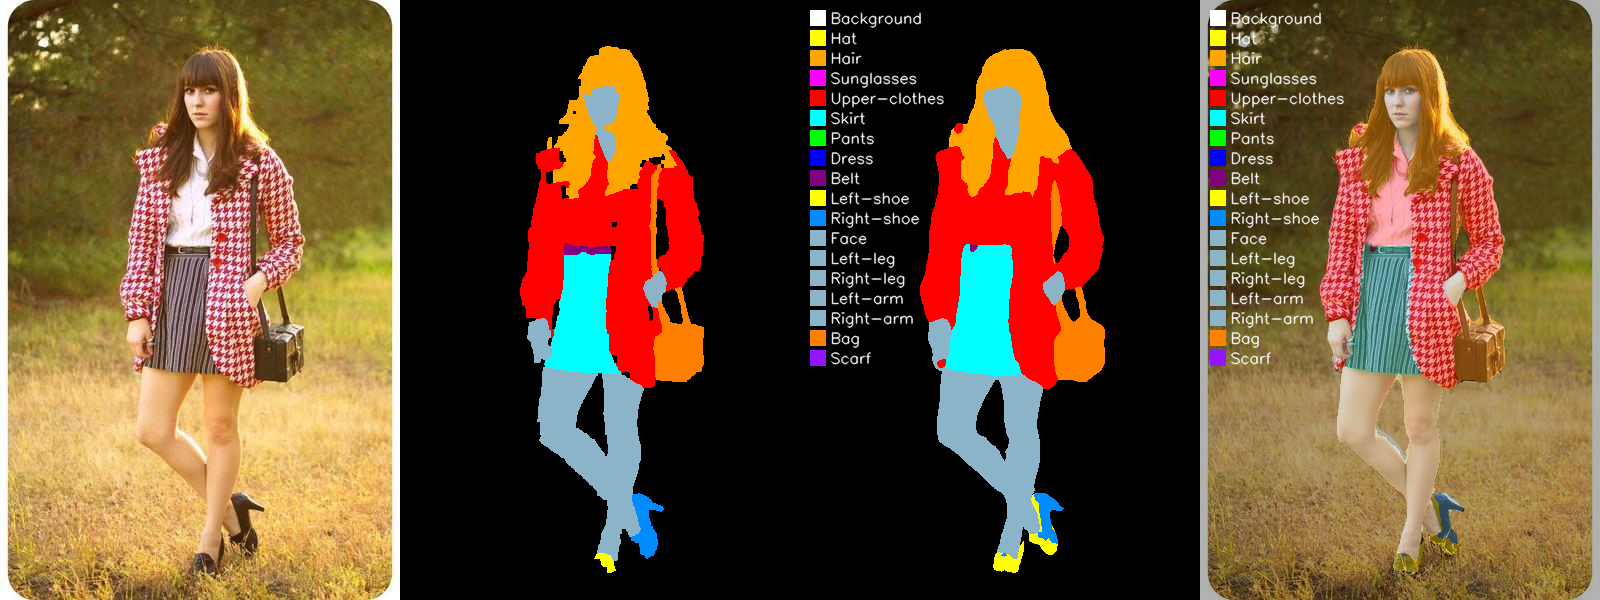 Background
Hat
Hair
Sunglasses
Upper-clothes
Skirt
Pants
Dress
Belt
Left-shoe
Right-shoe
Face
Left-leg
Right-leg
Left-arm
Right-arm
Bag
Scarf
Background
Hat
Hair
Sunglasses
Upper-clothes
Skirt
Pants
Dress
Belt
Left-shoe
Right-shoe
Face
Left-leg
Right-leg
Left-arm
Right-arm
Bag
Scarf